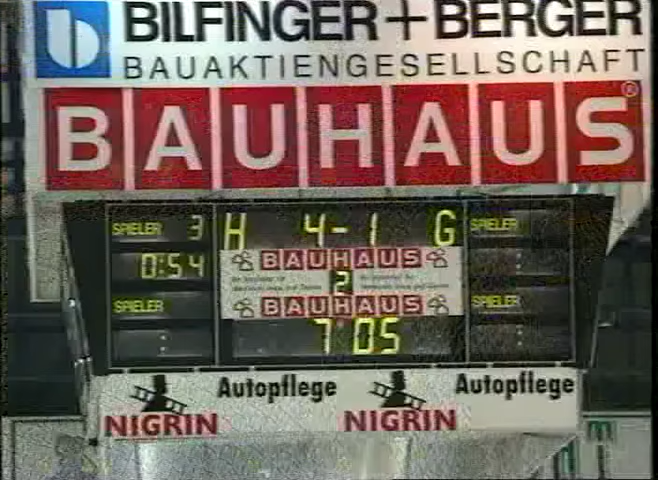 b BILFINGER+BERGER
BAUAKTIENGESELLSCHAFT
BAUHAUS®
SPIELER 3 H 4-1 G SPIELER
0:54 BAUHAUS :
2
SPIELER BAUHAUS SPIELER
: 7:05 :
Autopflege Autopflege
NIGRIN NIGRIN